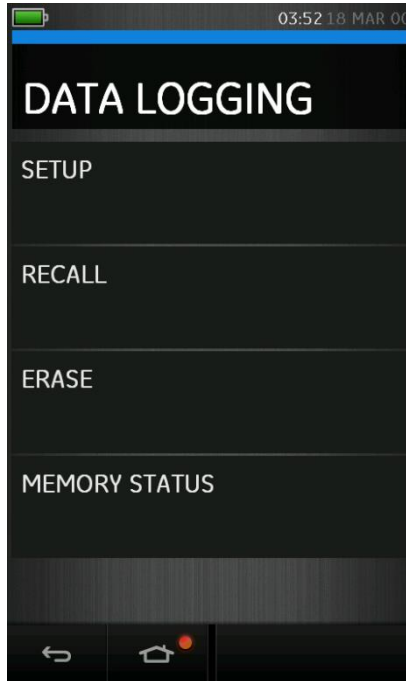 03:52 18 MAR
DATA LOGGING
SETUP
RECALL
ERASE
MEMORY STATUS